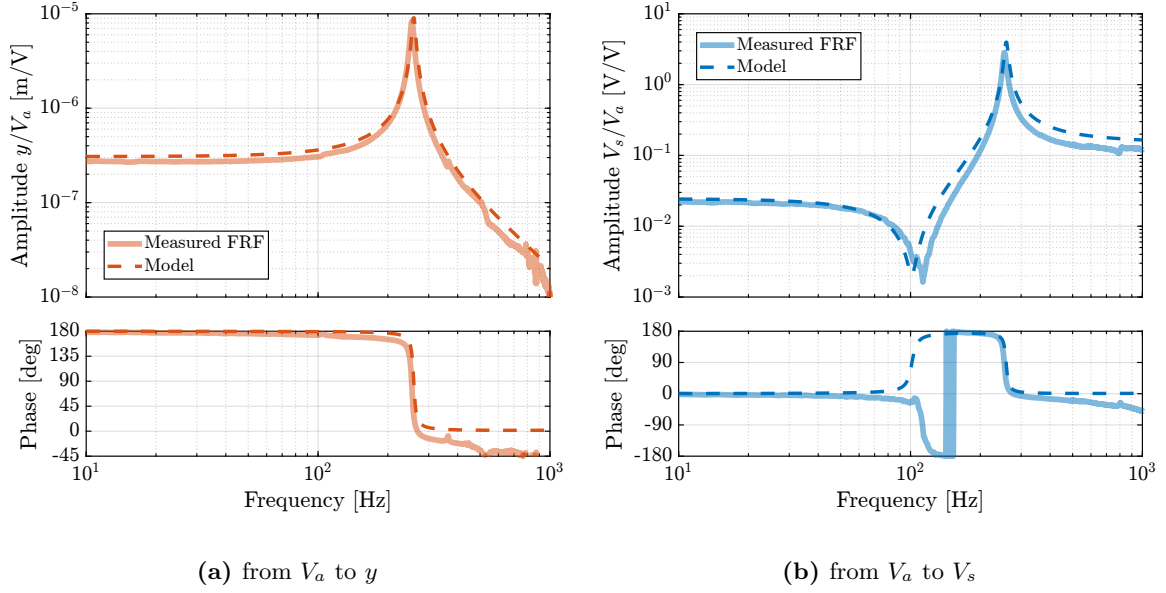 10^-5
10^-6
10^-7
10^-8
Amplitude y/V_a [m/V]
Measured FRF
Model
180
135
90
45
0
-45
Phase [deg]
10^1
10^2
10^3
Frequency [Hz]
(a) from V_a to y
10^1
10^0
10^-1
10^-2
10^-3
Amplitude V_s/V_a [V/V]
Measured FRF
Model
180
90
0
-90
-180
Phase [deg]
10^1
10^2
10^3
Frequency [Hz]
(b) from V_a to V_s